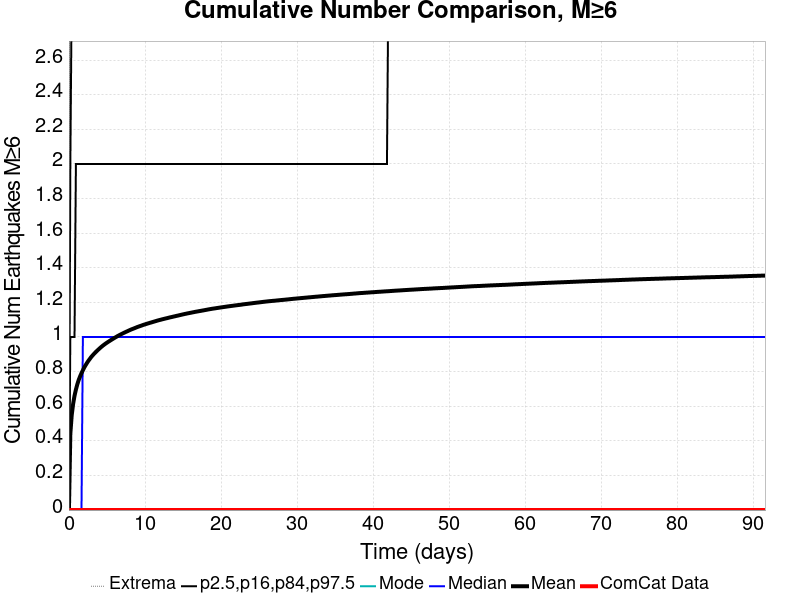 Cumulative Number Comparison, M≥6
Cumulative Num Earthquakes M≥6
2.6
2.4
2.2
2
1.8
1.6
1.4
1.2
1
0.8
0.6
0.4
0.2
0
0 10 20 30 40 50 60 70 80 90
Time (days)
Extrema p2.5,p16,p84,p97.5 Mode Median Mean ComCat Data